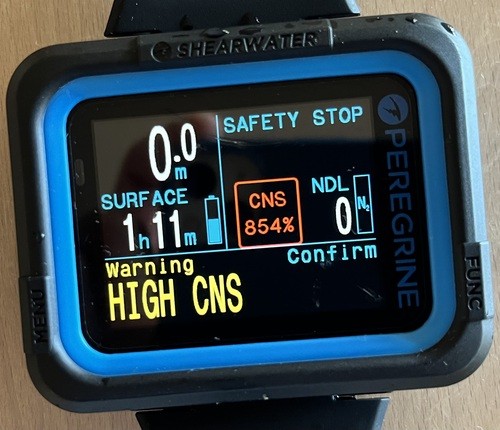 SHEARWATER
0.0
m
SAFETY STOP
SURFACE
1h11m
CNS
854%
NDL
0
N2
Warning
Confirm
HIGH CNS
PEREGRINE
MENU
FUNC